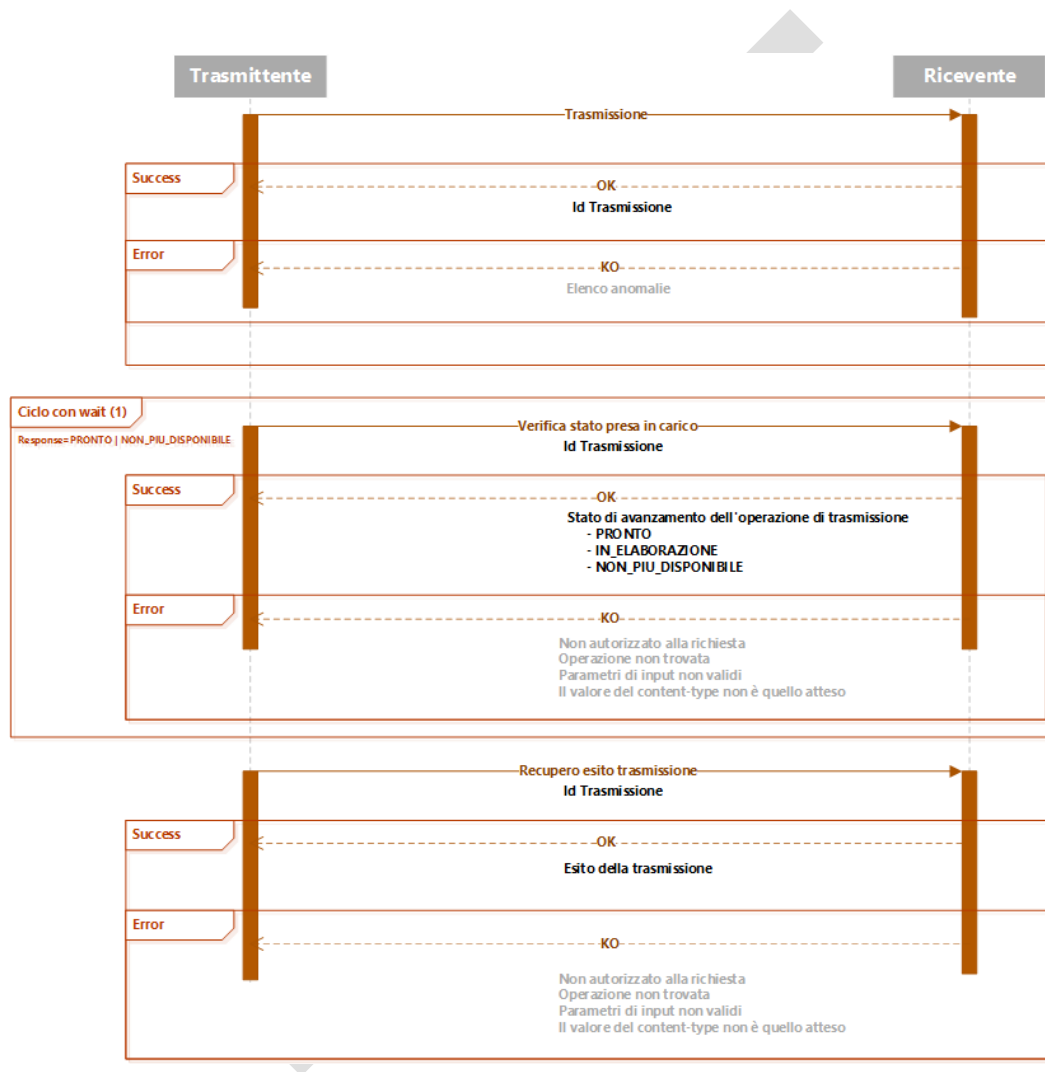 Trasmittente
Ricevente
Trasmissione
Success
OK
Id Trasmissione
Error
KO
Elenco anomalie
Ciclo con wait (1)
Response=PRONTO | NON_PIU_DISPONIBILE
Verifica stato presa in carico
Id Trasmissione
Success
OK
Stato di avanzamento dell'operazione di trasmissione
- PRONTO
- IN_ELABORAZIONE
- NON_PIU_DISPONIBILE
Error
KO
Non autorizzato alla richiesta
Operazione non trovata
Parametri di input non validi
Il valore del content-type non è quello atteso
Recupero esito trasmissione
Id Trasmissione
Success
OK
Esito della trasmissione
Error
KO
Non autorizzato alla richiesta
Operazione non trovata
Parametri di input non validi
Il valore del content-type non è quello atteso